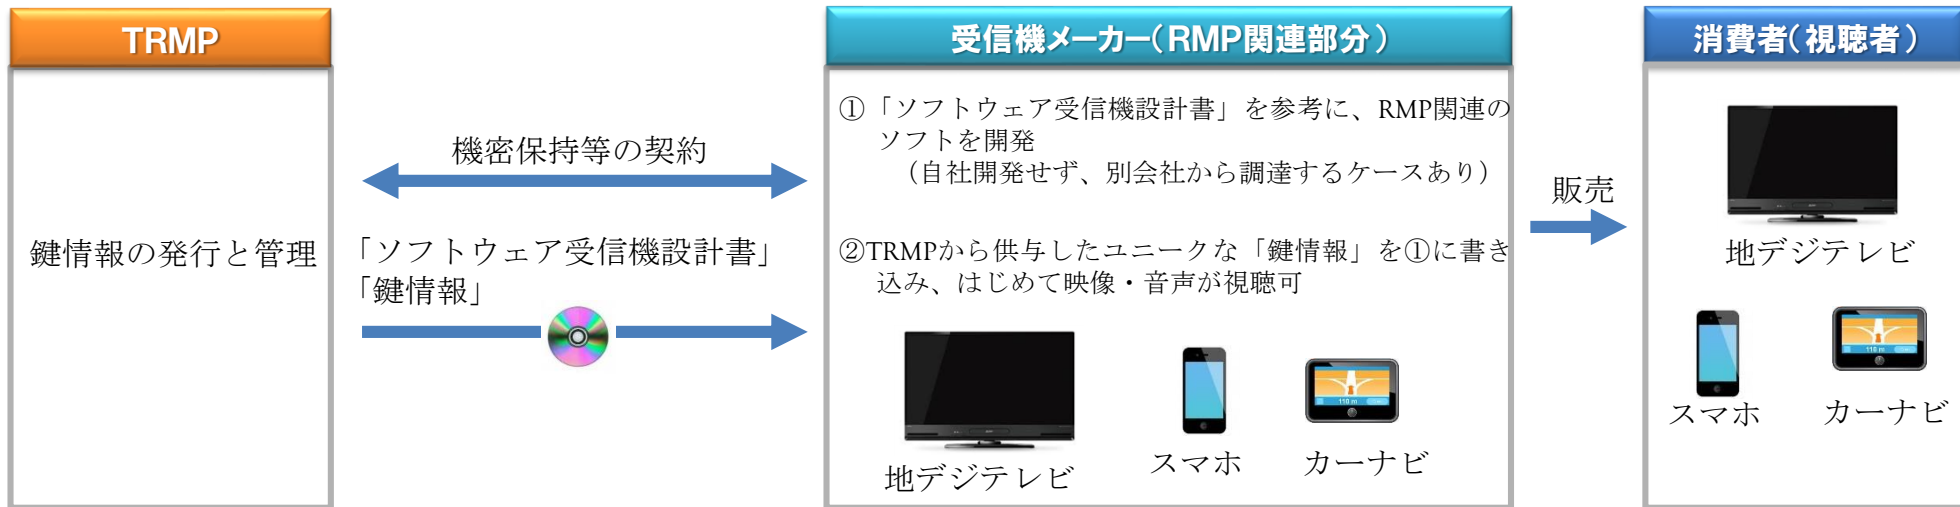 TRMP
鍵情報の発行と管理
機密保持等の契約
「ソフトウェア受信機設計書」
「鍵情報」
受信機メーカー(RMP関連部分)
①「ソフトウェア受信機設計書」を参考に、RMP関連の
ソフトを開発
(自社開発せず、別会社から調達するケースあり)
②TRMPから供与したユニークな「鍵情報」を①に書き
込み、はじめて映像・音声が視聴可
110 m
地デジテレビ
スマホ
カーナビ
販売
消費者(視聴者)
地デジテレビ
110 m
スマホ
カーナビ